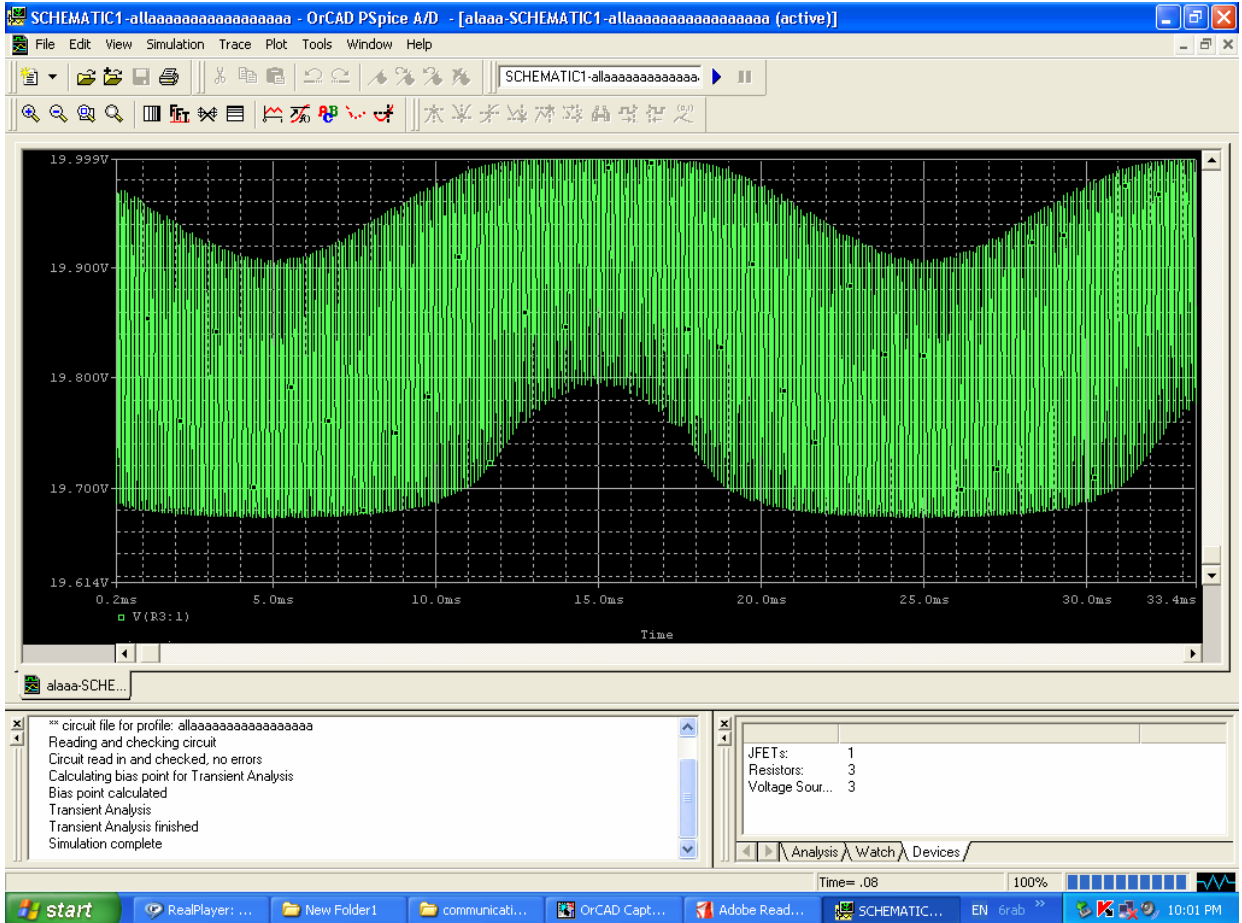 SCHEMATIC1-allaaaaaaaaaaaaaaaaa - OrCAD PSpice A/D - [alaaa-SCHEMATIC1-allaaaaaaaaaaaaaaaaa (active)]
File Edit View Simulation Trace Plot Tools Window Help
SCHEMATIC1-allaaaaaaaaaaaaa
19.999V
19.900V
19.800V
19.700V
19.614V
0.2ms 5.0ms 10.0ms 15.0ms 20.0ms 25.0ms 30.0ms 33.4ms
V(R3:1)
Time
alaaa-SCHE...
** circuit file for profile: allaaaaaaaaaaaaaaaaa
Reading and checking circuit
Circuit read in and checked, no errors
Calculating bias point for Transient Analysis
Bias point calculated
Transient Analysis
Transient Analysis finished
Simulation complete
JFETs: 1
Resistors: 3
Voltage Sour... 3
Analysis Watch Devices
Time= .08 100%
start RealPlayer: ... New Folder1 communicati... OrCAD Capt... Adobe Read... SCHEMATIC... EN 6rab 10:01 PM